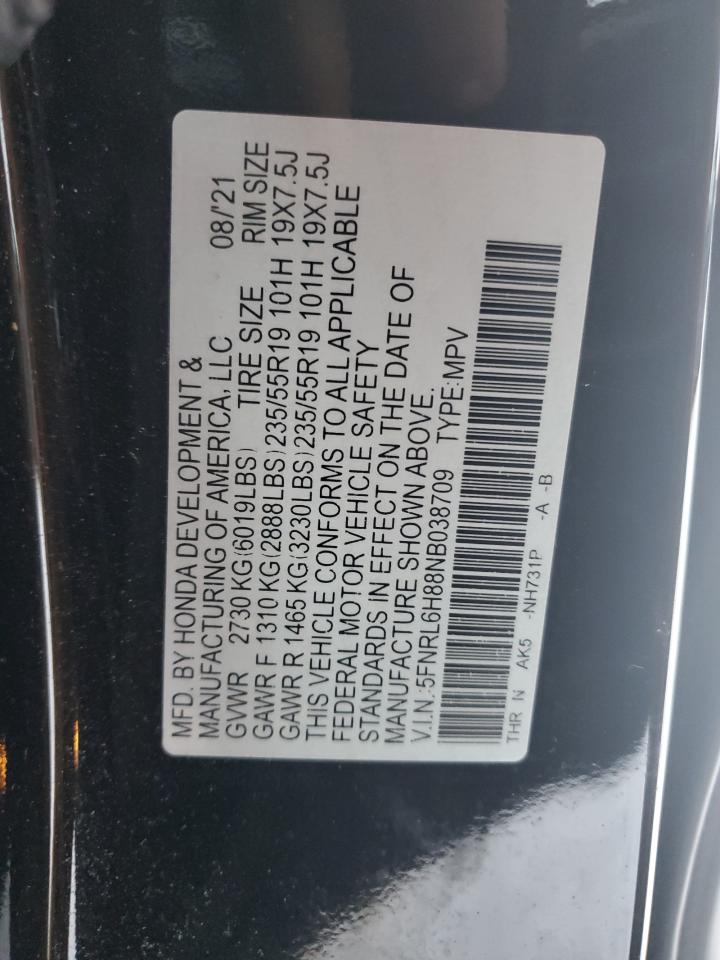 MFD. BY HONDA DEVELOPMENT &
MANUFACTURING OF AMERICA, LLC 08/'21
GVWR 2730 KG(6019LBS) TIRE SIZE RIM SIZE
GAWR F 1310 KG(2888LBS)235/55R19 101H 19X7.5J
GAWR R 1465 KG(3230LBS)235/55R19 101H 19X7.5J
THIS VEHICLE CONFORMS TO ALL APPLICABLE
FEDERAL MOTOR VEHICLE SAFETY
STANDARDS IN EFFECT ON THE DATE OF
MANUFACTURE SHOWN ABOVE.
V.I.N.:5FNRL6H88NB038709 TYPE:MPV
THR N AK5 -NH731P -A -B